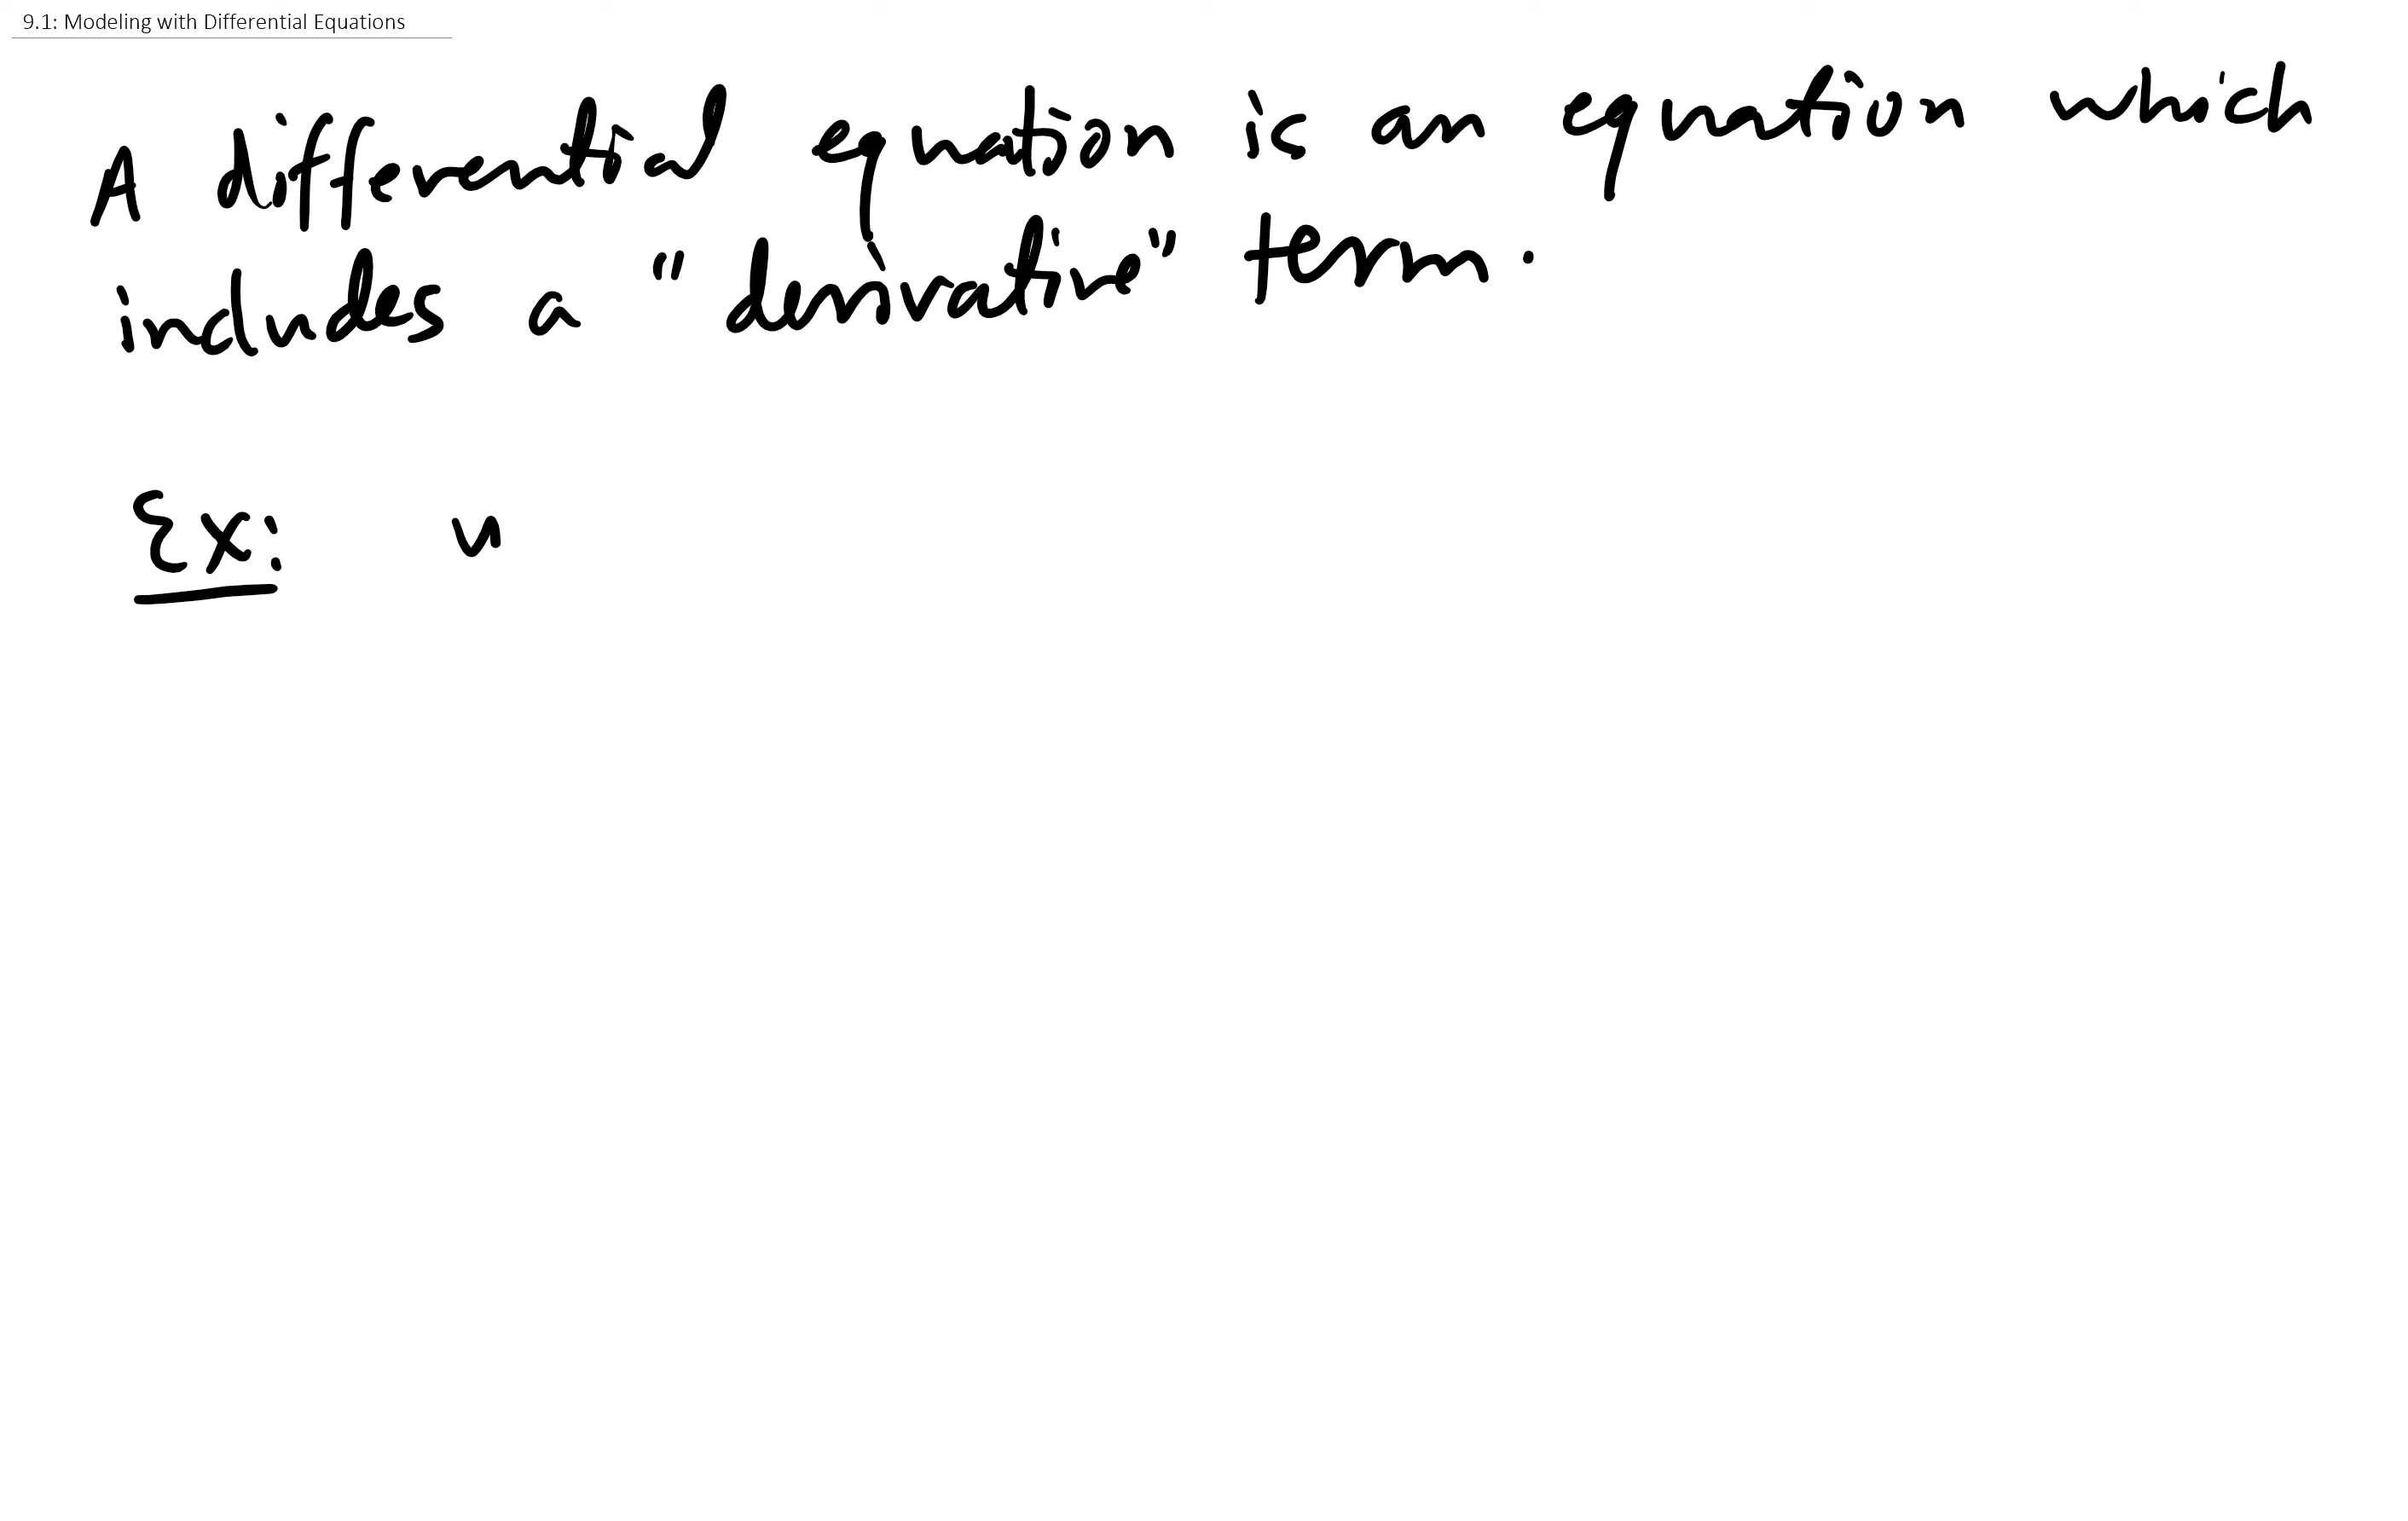 9.1: Modeling with Differential Equations
A differential equation is an equation which
includes a "derivative" term.
Ex: